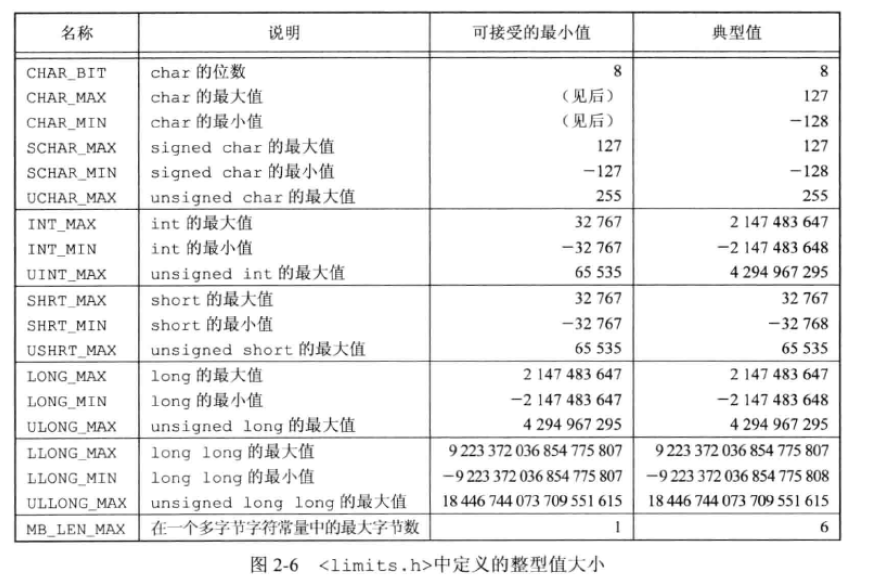 名称 说明 可接受的最小值 典型值
CHAR_BIT char 的位数 8 8
CHAR_MAX char 的最大值 （见后） 127
CHAR_MIN char 的最小值 （见后） −128
SCHAR_MAX signed char 的最大值 127 127
SCHAR_MIN signed char 的最小值 −127 −128
UCHAR_MAX unsigned char 的最大值 255 255
INT_MAX int 的最大值 32 767 2 147 483 647
INT_MIN int 的最小值 −32 767 −2 147 483 648
UINT_MAX unsigned int 的最大值 65 535 4 294 967 295
SHRT_MAX short 的最大值 32 767 32 767
SHRT_MIN short 的最小值 −32 767 −32 768
USHRT_MAX unsigned short 的最大值 65 535 65 535
LONG_MAX long 的最大值 2 147 483 647 2 147 483 647
LONG_MIN long 的最小值 −2 147 483 647 −2 147 483 648
ULONG_MAX unsigned long 的最大值 4 294 967 295 4 294 967 295
LLONG_MAX long long 的最大值 9 223 372 036 854 775 807 9 223 372 036 854 775 807
LLONG_MIN long long 的最小值 −9 223 372 036 854 775 807 −9 223 372 036 854 775 808
ULLONG_MAX unsigned long long 的最大值 18 446 744 073 709 551 615 18 446 744 073 709 551 615
MB_LEN_MAX 在一个多字节字符常量中的最大字节数 1 6
图 2-6 <limits.h>中定义的整型值大小